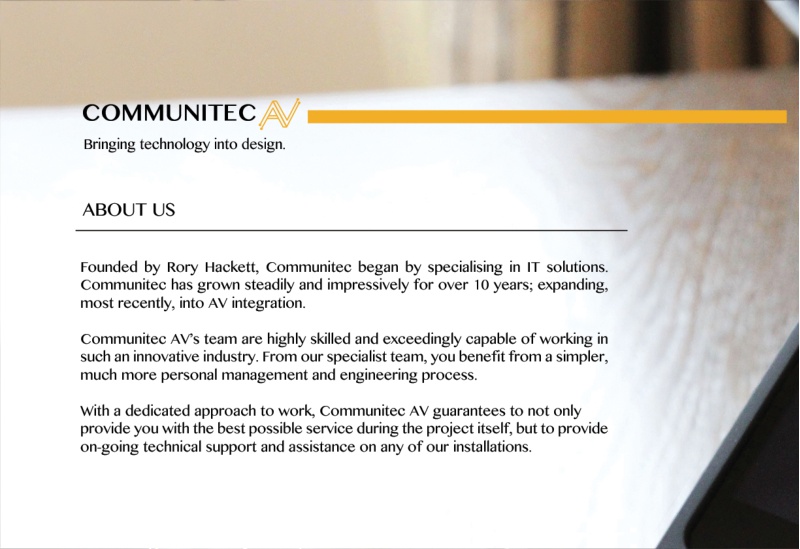 COMMUNITEC AV
Bringing technology into design.
ABOUT US
Founded by Rory Hackett, Communitec began by specialising in IT solutions.
Communitec has grown steadily and impressively for over 10 years; expanding,
most recently, into AV integration.
Communitec AV's team are highly skilled and exceedingly capable of working in
such an innovative industry. From our specialist team, you benefit from a simpler,
much more personal management and engineering process.
With a dedicated approach to work, Communitec AV guarantees to not only
provide you with the best possible service during the project itself, but to provide
on-going technical support and assistance on any of our installations.